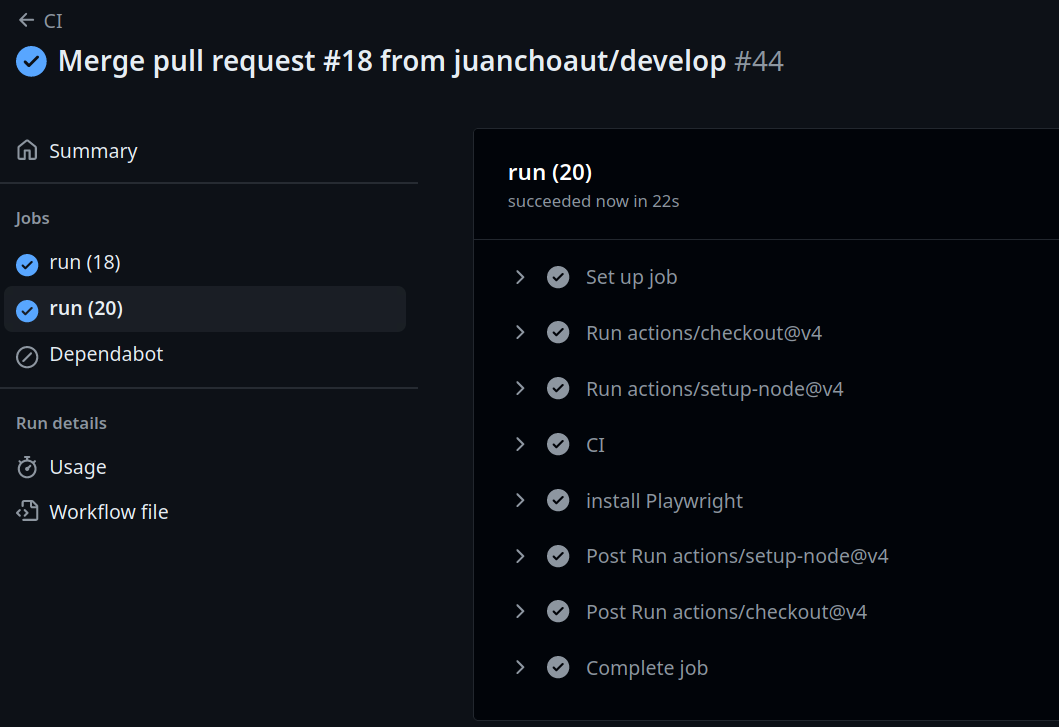 CI
Merge pull request #18 from juanchoaut/develop #44
Summary
Jobs
run (18)
run (20)
Dependabot
Run details
Usage
Workflow file
run (20)
succeeded now in 22s
Set up job
Run actions/checkout@v4
Run actions/setup-node@v4
CI
install Playwright
Post Run actions/setup-node@v4
Post Run actions/checkout@v4
Complete job